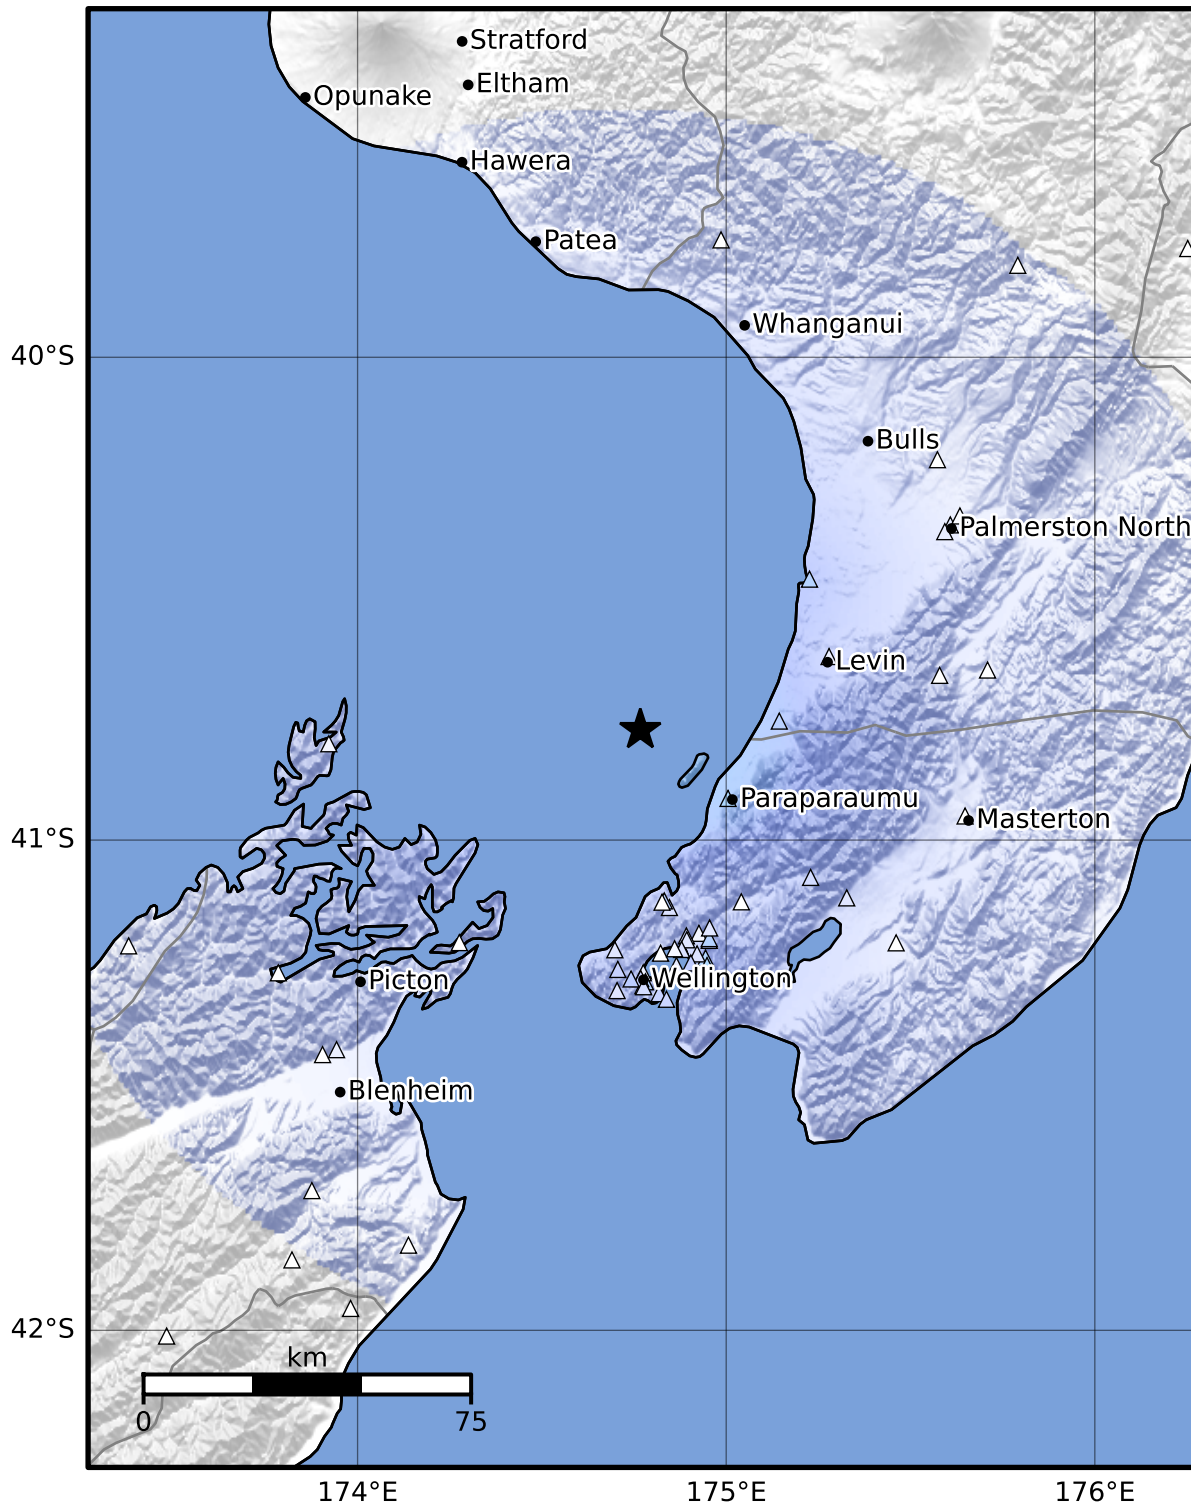 Stratford
Eltham
Opunake
Hawera
Patea
Whanganui
40°S
Bulls
Palmerston North
Levin
Paraparaumu
Masterton
41°S
Wellington
Picton
Blenheim
42°S
km
0 75
174°E 175°E 176°E